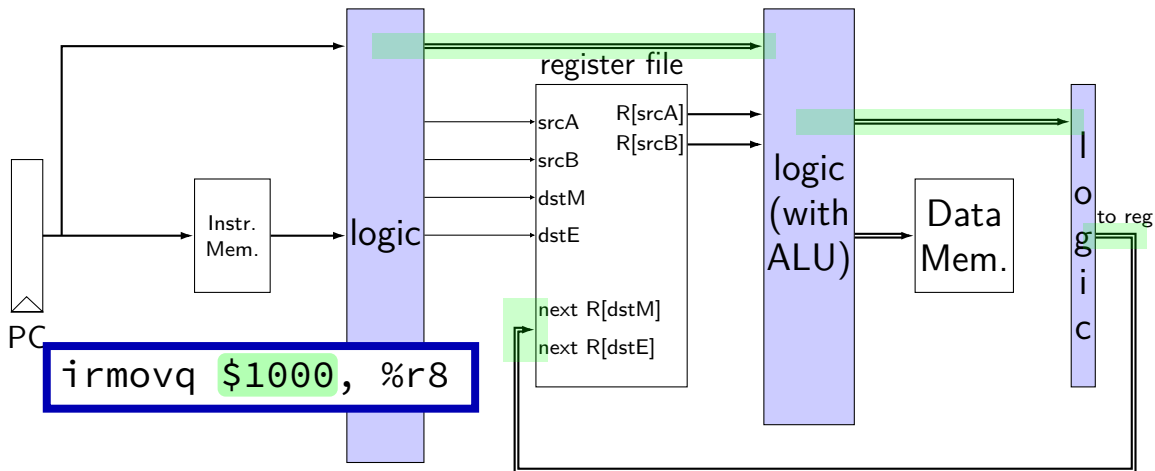 register file
srcA
srcB
dstM
dstE
R[srcA]
R[srcB]
next R[dstM]
next R[dstE]
PC
Instr.
Mem.
logic
logic
(with
ALU)
Data
Mem.
logic
to reg
irmovq $1000, %r8